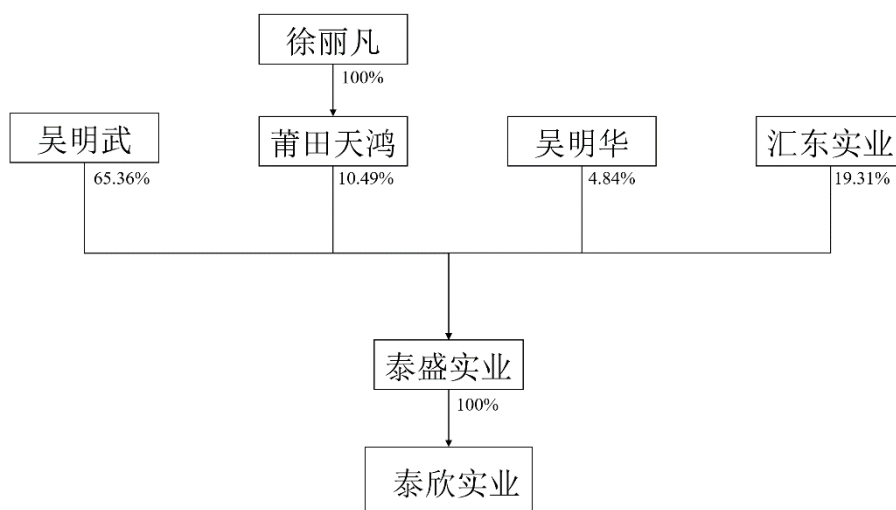 徐丽凡
100%
吴明武
莆田天鸿
吴明华
汇东实业
65.36%
10.49%
4.84%
19.31%
泰盛实业
100%
泰欣实业